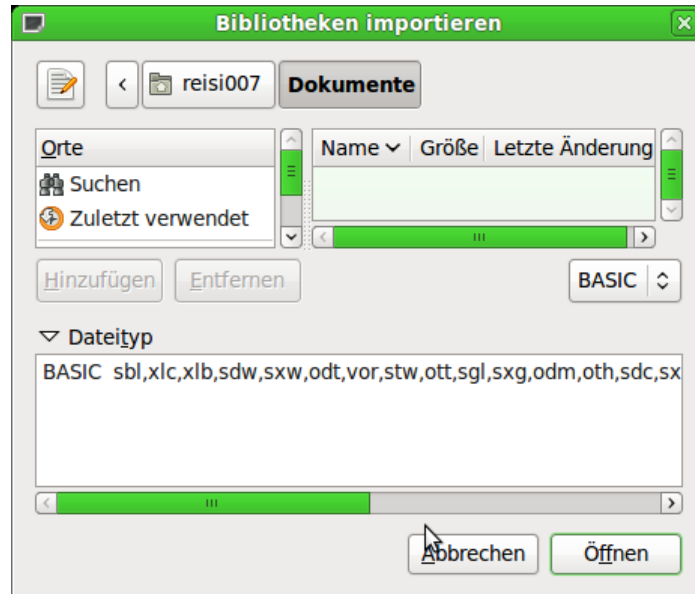 Bibliotheken importieren
reisi007 Dokumente
Orte
Name Größe Letzte Änderung
Suchen
Zuletzt verwendet
Hinzufügen Entfernen BASIC
Dateityp
BASIC sbl,xlc,xlb,sdw,sxw,odt,vor,stw,ott,sgl,sxg,odm,oth,sdc,sx
Abbrechen Öffnen